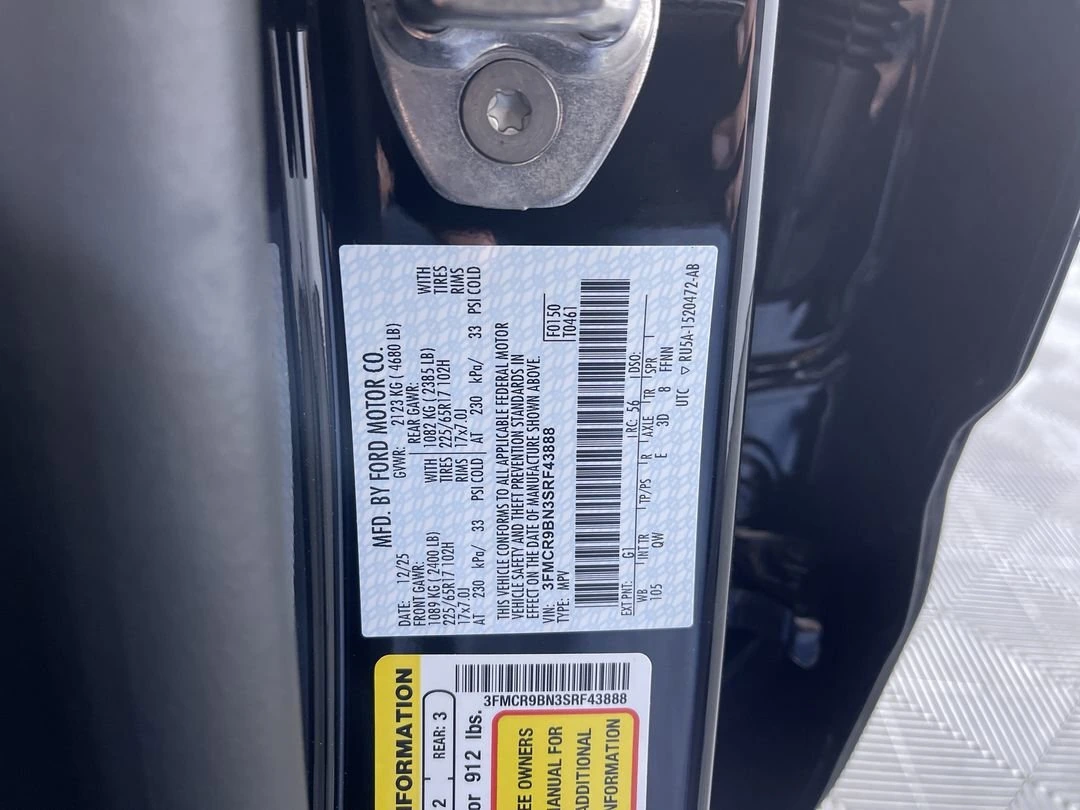 MFD. BY FORD MOTOR CO.
DATE: 12/25 GVWR: 2123 KG ( 4680 LB)
FRONT GAWR: REAR GAWR:
1089 KG ( 2400 LB) WITH 1082 KG ( 2385 LB) WITH
225/65R17 102H TIRES 225/65R17 102H TIRES
17x7.0J RIMS 17x7.0J RIMS
AT 230 kPa/ 33 PSI COLD AT 230 kPa/ 33 PSI COLD
THIS VEHICLE CONFORMS TO ALL APPLICABLE FEDERAL MOTOR
VEHICLE SAFETY AND THEFT PREVENTION STANDARDS IN
EFFECT ON THE DATE OF MANUFACTURE SHOWN ABOVE.
VIN: 3FMCR9BN3SRF43888
TYPE: MPV
F0150
T0461
EXT PNT: G1 RC: 56 DSO:
WB INT TR TP/PS R AXLE TR SPR
105 QW E 3D 8 FFNN
UTC ▽ RU5A-1520472-AB
NFORMATION
2 REAR: 3
or 912 lbs.
3FMCR9BN3SRF43888
EE OWNERS
MANUAL FOR
ADDITIONAL
NFORMATION